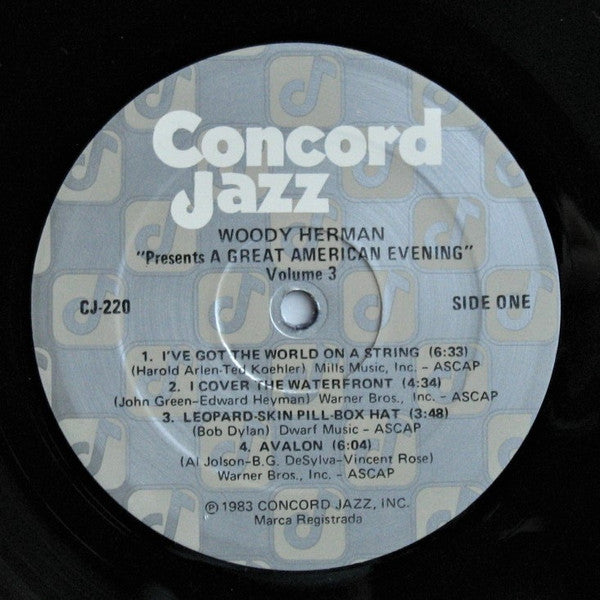 Concord
Jazz
WOODY HERMAN
"Presents A GREAT AMERICAN EVENING"
Volume 3
CJ-220
SIDE ONE
1. I'VE GOT THE WORLD ON A STRING (6:33)
(Harold Arlen-Ted Koehler) Mills Music, Inc. - ASCAP
2. I COVER THE WATERFRONT (4:34)
(John Green-Edward Heyman) Warner Bros., Inc. - ASCAP
3. LEOPARD-SKIN PILL-BOX HAT (3:48)
(Bob Dylan) Dwarf Music - ASCAP
4. AVALON (6:04)
(Al Jolson-B.G. DeSylva-Vincent Rose)
Warner Bros., Inc. - ASCAP
℗ 1983 CONCORD JAZZ, INC.
Marca Registrada